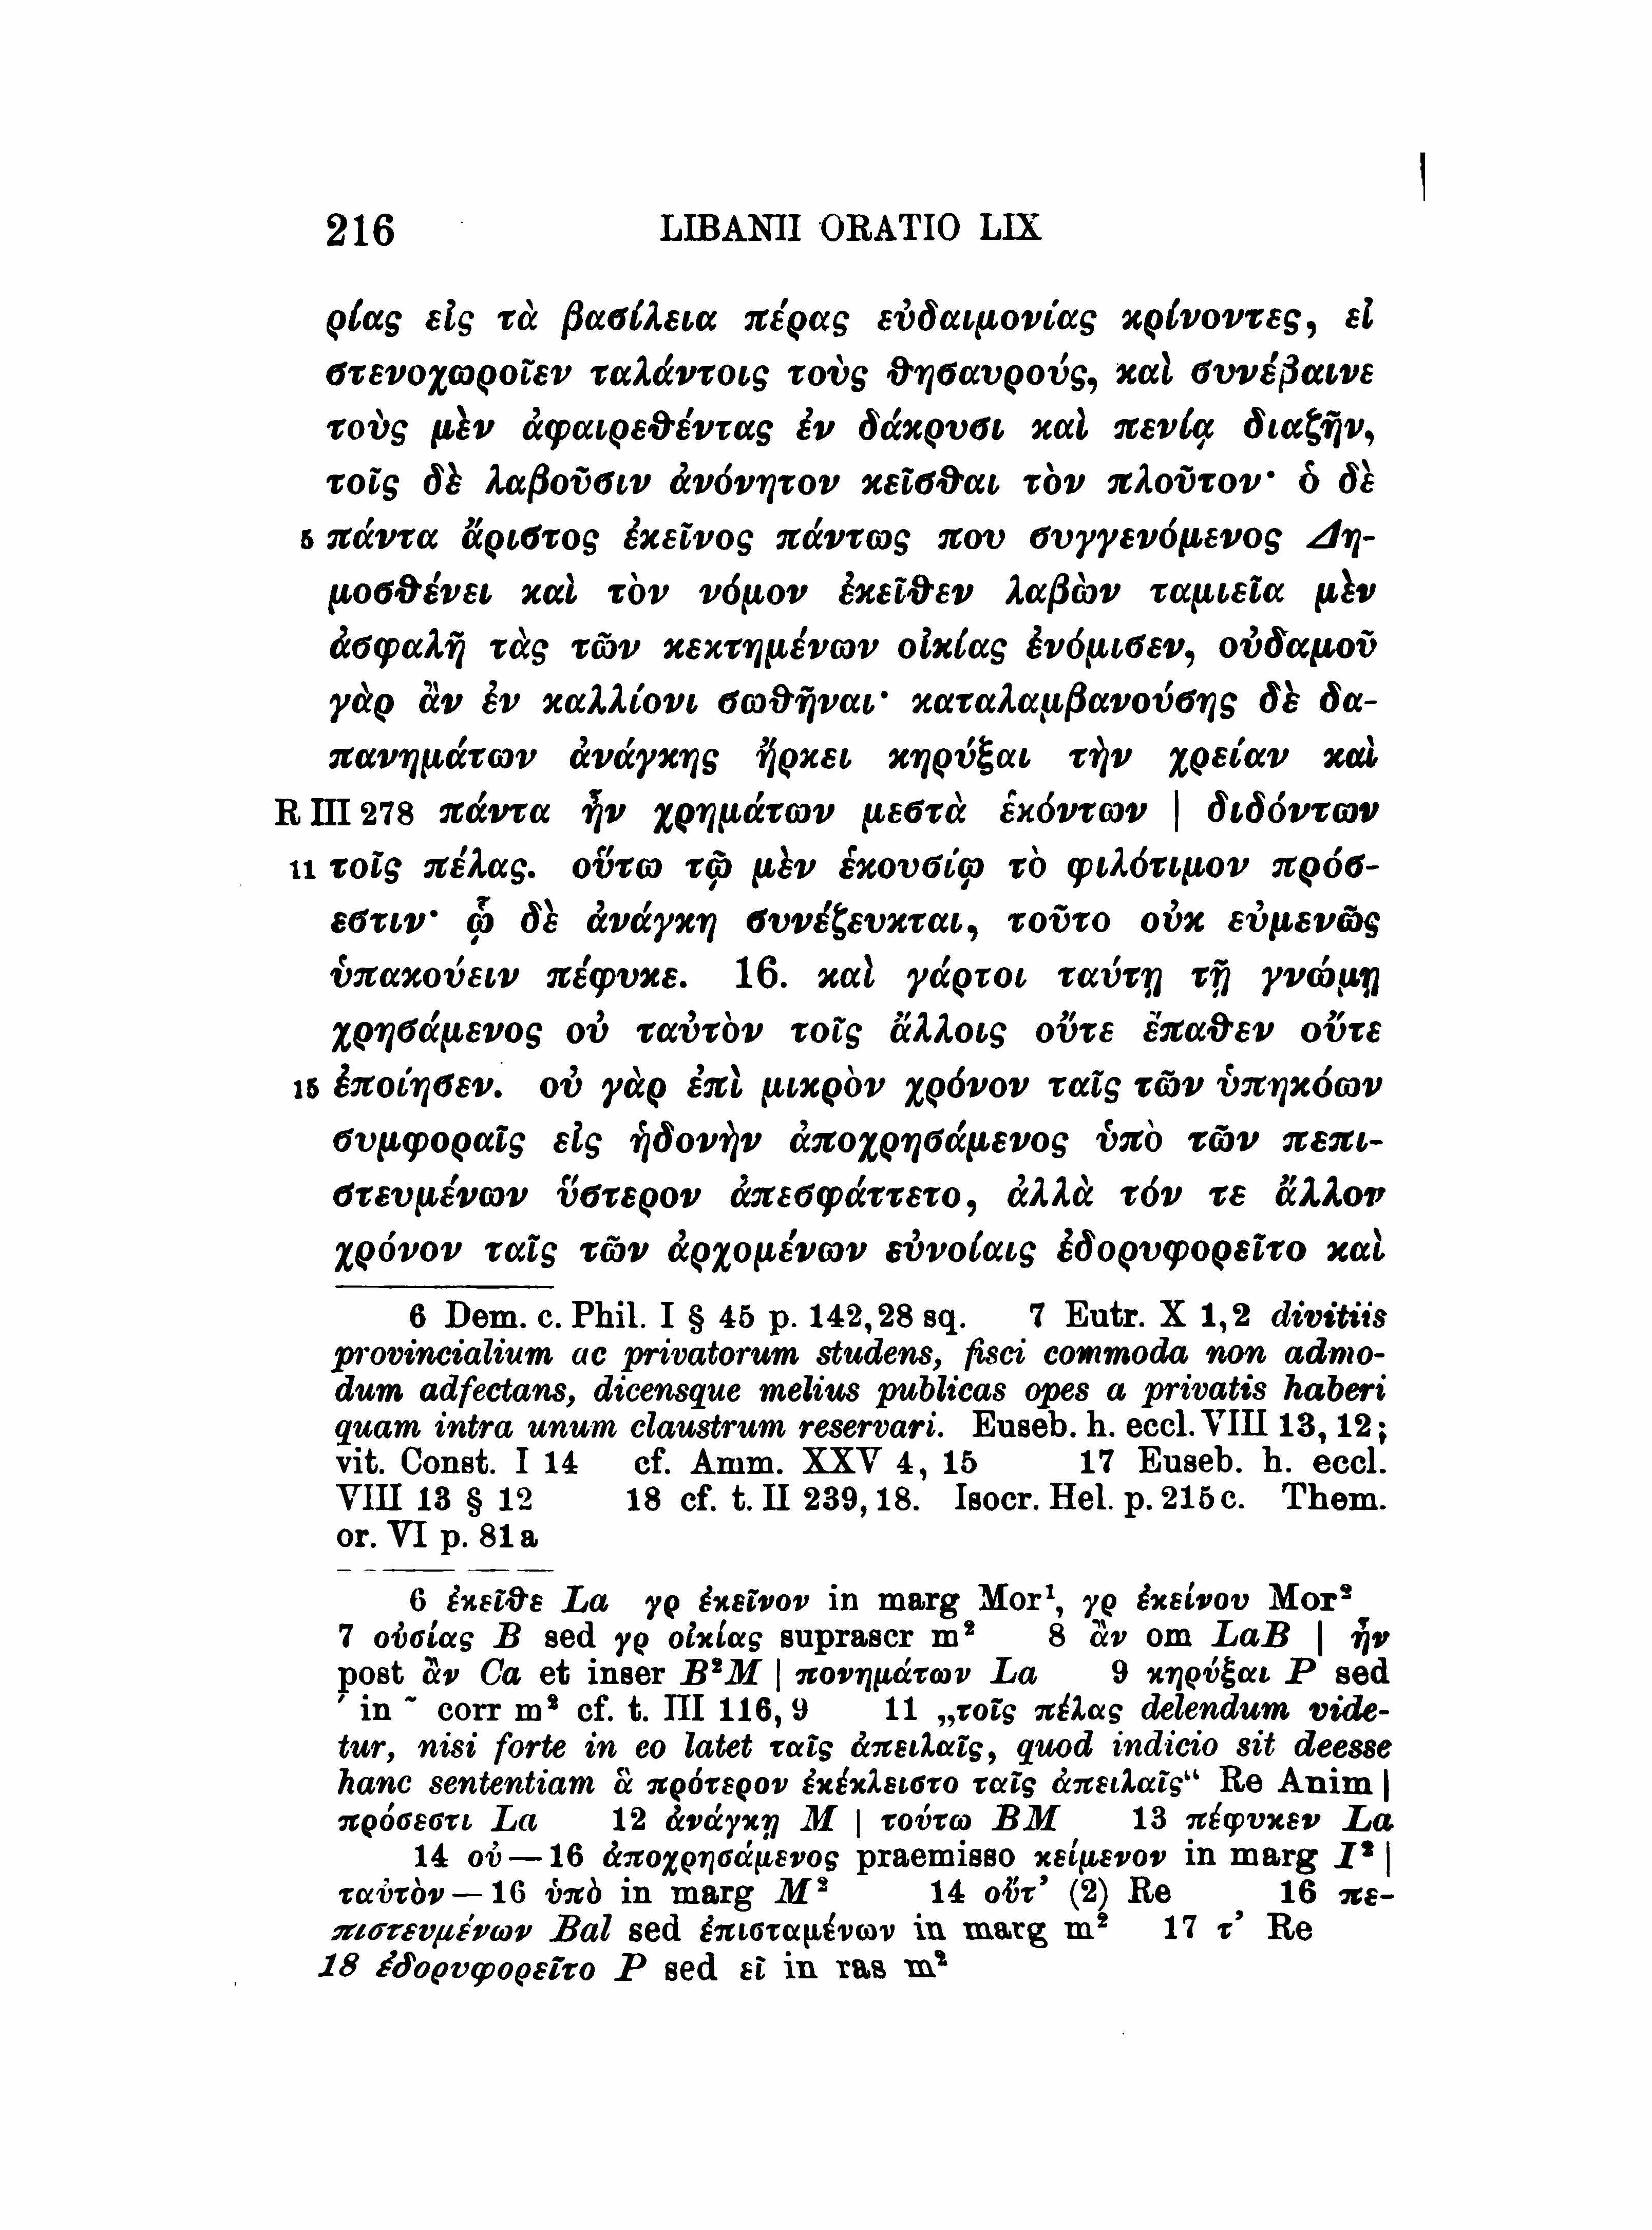 216 LIBANII ORATIO LIX
ρίας εἰς τὰ βασίλεια πέρας εὐδαιμονίας κρίνοντες, εἰ
στενοχωροῖεν ταλάντοις τοὺς θησαυρούς, καὶ συνέβαινε
τοὺς μὲν ἀφαιρεθέντας ἐν δάκρυσι καὶ πενίᾳ διαζῆν,
τοῖς δὲ λαβοῦσιν ἀνόνητον κεῖσθαι τὸν πλοῦτον· ὁ δὲ
5 πάντα ἄριστος ἐκεῖνος πάντως που συγγενόμενος Δη-
μοσθένει καὶ τὸν νόμον ἐκεῖθεν λαβὼν ταμιεῖα μὲν
ἀσφαλῆ τὰς τῶν κεκτημένων οἰκίας ἐνόμισεν, οὐδαμοῦ
γὰρ ἂν ἐν καλλίονι σωθῆναι· καταλαμβανούσης δὲ δα-
πανημάτων ἀνάγκης ἤρκει κηρύξαι τὴν χρείαν καὶ
R III 278 πάντα ἦν χρημάτων μεστὰ ἑκόντων | διδόντων
11 τοῖς πέλας. οὕτω τῷ μὲν ἑκουσίῳ τὸ φιλότιμον πρόσ-
εστιν· ᾧ δὲ ἀνάγκη συνέζευκται, τοῦτο οὐκ εὐμενῶς
ὑπακούειν πέφυκε. 16. καὶ γάρτοι ταύτῃ τῇ γνώμῃ
χρησάμενος οὐ ταὐτὸν τοῖς ἄλλοις οὔτε ἔπαθεν οὔτε
15 ἐποίησεν. οὐ γὰρ ἐπὶ μικρὸν χρόνον ταῖς τῶν ὑπηκόων
συμφοραῖς εἰς ἡδονὴν ἀποχρησάμενος ὑπὸ τῶν πεπι-
στευμένων ὕστερον ἀπεσφάττετο, ἀλλὰ τόν τε ἄλλον
χρόνον ταῖς τῶν ἀρχομένων εὐνοίαις ἐδορυφορεῖτο καὶ
6 Dem. c. Phil. I § 45 p. 142,28 sq. 7 Eutr. X 1,2 divitiis
provincialium ac privatorum studens, fisci commoda non admo-
dum adfectans, dicensque melius publicas opes a privatis haberi
quam intra unum claustrum reservari. Euseb. h. eccl. VIII 13, 12;
vit. Const. I 14 cf. Amm. XXV 4, 15 17 Euseb. h. eccl.
VIII 13 § 12 18 cf. t. II 239,18. Isocr. Hel. p. 215c. Them.
or. VI p. 81a
6 ἐκεῖθε La γρ ἐκεῖνον in marg Mor¹, γρ ἐκείνου Mor²
7 οὐσίας B sed γρ οἰκίας suprascr m² 8 ἂν om LaB | ἦν
post ἂν Ca et inser B²M | πονημάτων La 9 κηρύξαι P sed
΄ in ῀ corr m² cf. t. III 116, 9 11 „τοῖς πέλας delendum vide-
tur, nisi forte in eo latet ταῖς ἀπειλαῖς, quod indicio sit deesse
hanc sententiam ἃ πρότερον ἐκέκλειστο ταῖς ἀπειλαῖς“ Re Anim |
πρόσεστι La 12 ἀνάγκῃ M | τούτω BM 13 πέφυκεν La
14 οὐ — 16 ἀποχρησάμενος praemisso κείμενον in marg I² |
ταὐτὸν — 16 ὑπὸ in marg M² 14 οὔτ’ (2) Re 16 πε-
πιστευμένων Bal sed ἐπισταμένων in marg m² 17 τ’ Re
18 ἐδορυφορεῖτο P sed εῖ in ras m²